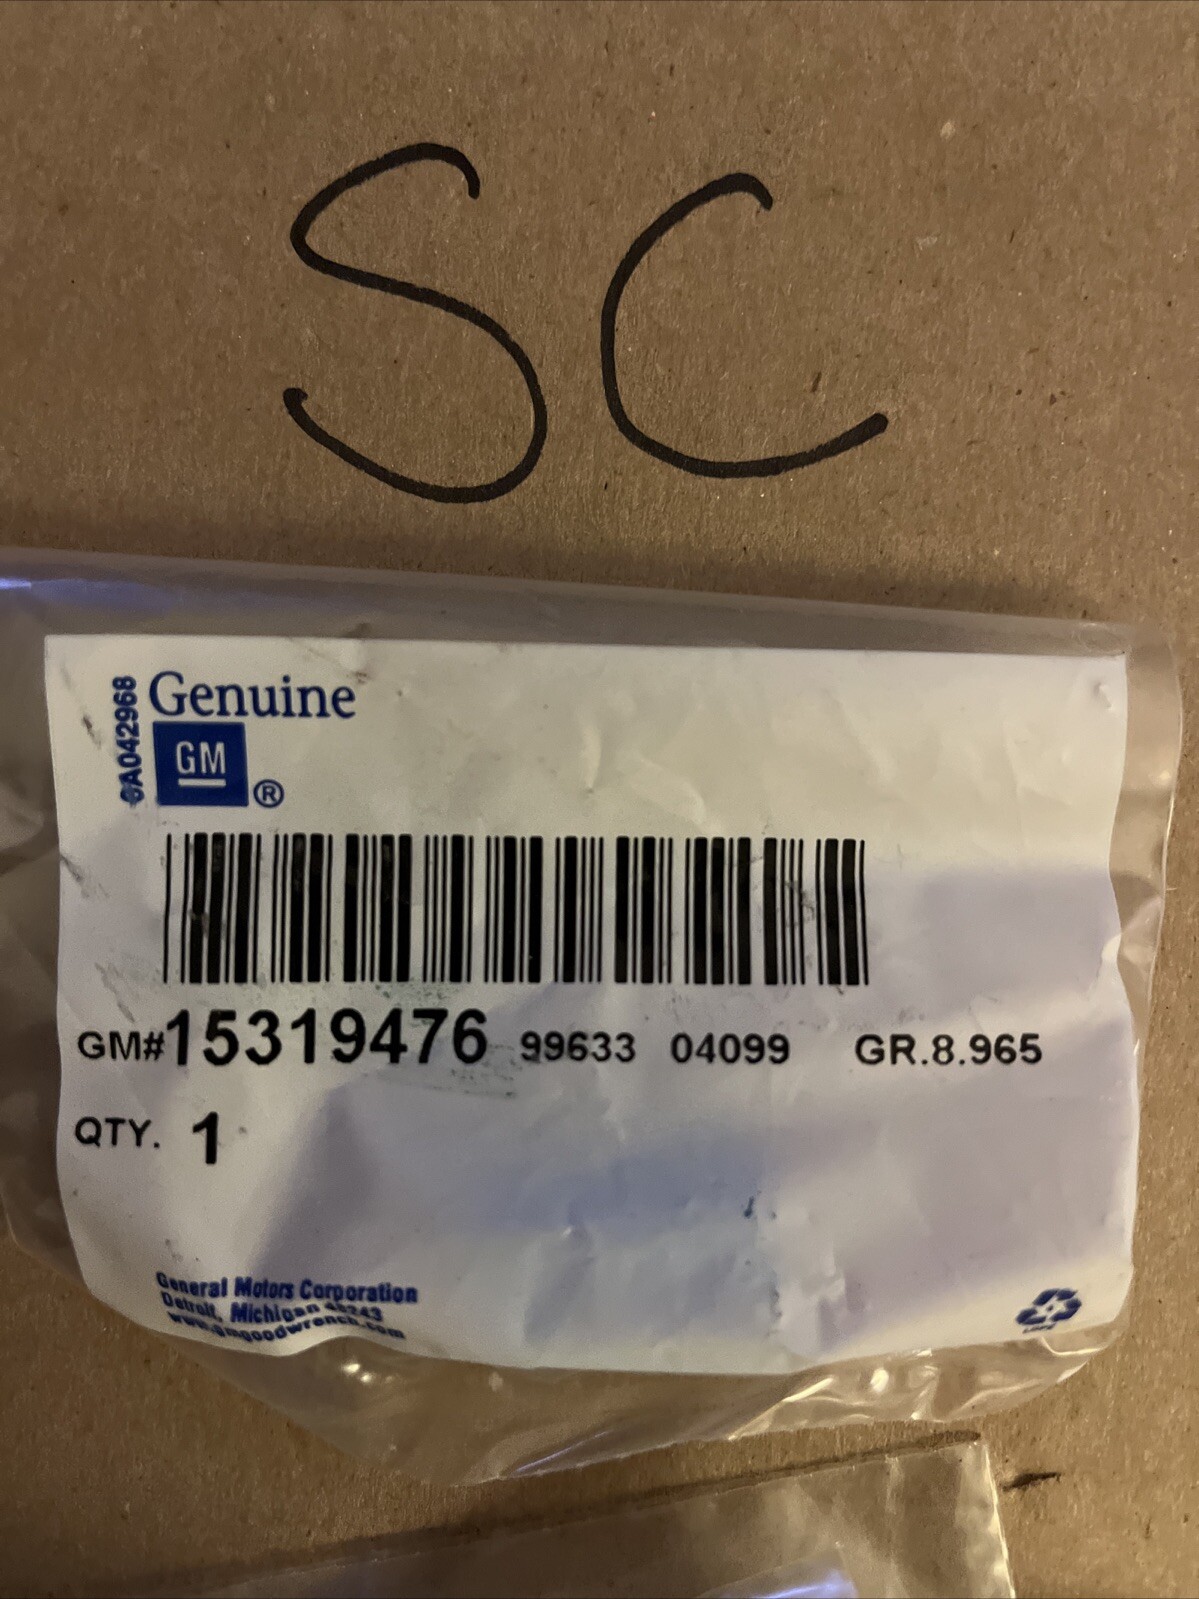 SC
6A042968
Genuine
GM ®
GM#15319476 99633 04099 GR.8.965
QTY. 1
General Motors Corporation
Detroit, Michigan 48243
www.gmgoodwrench.com